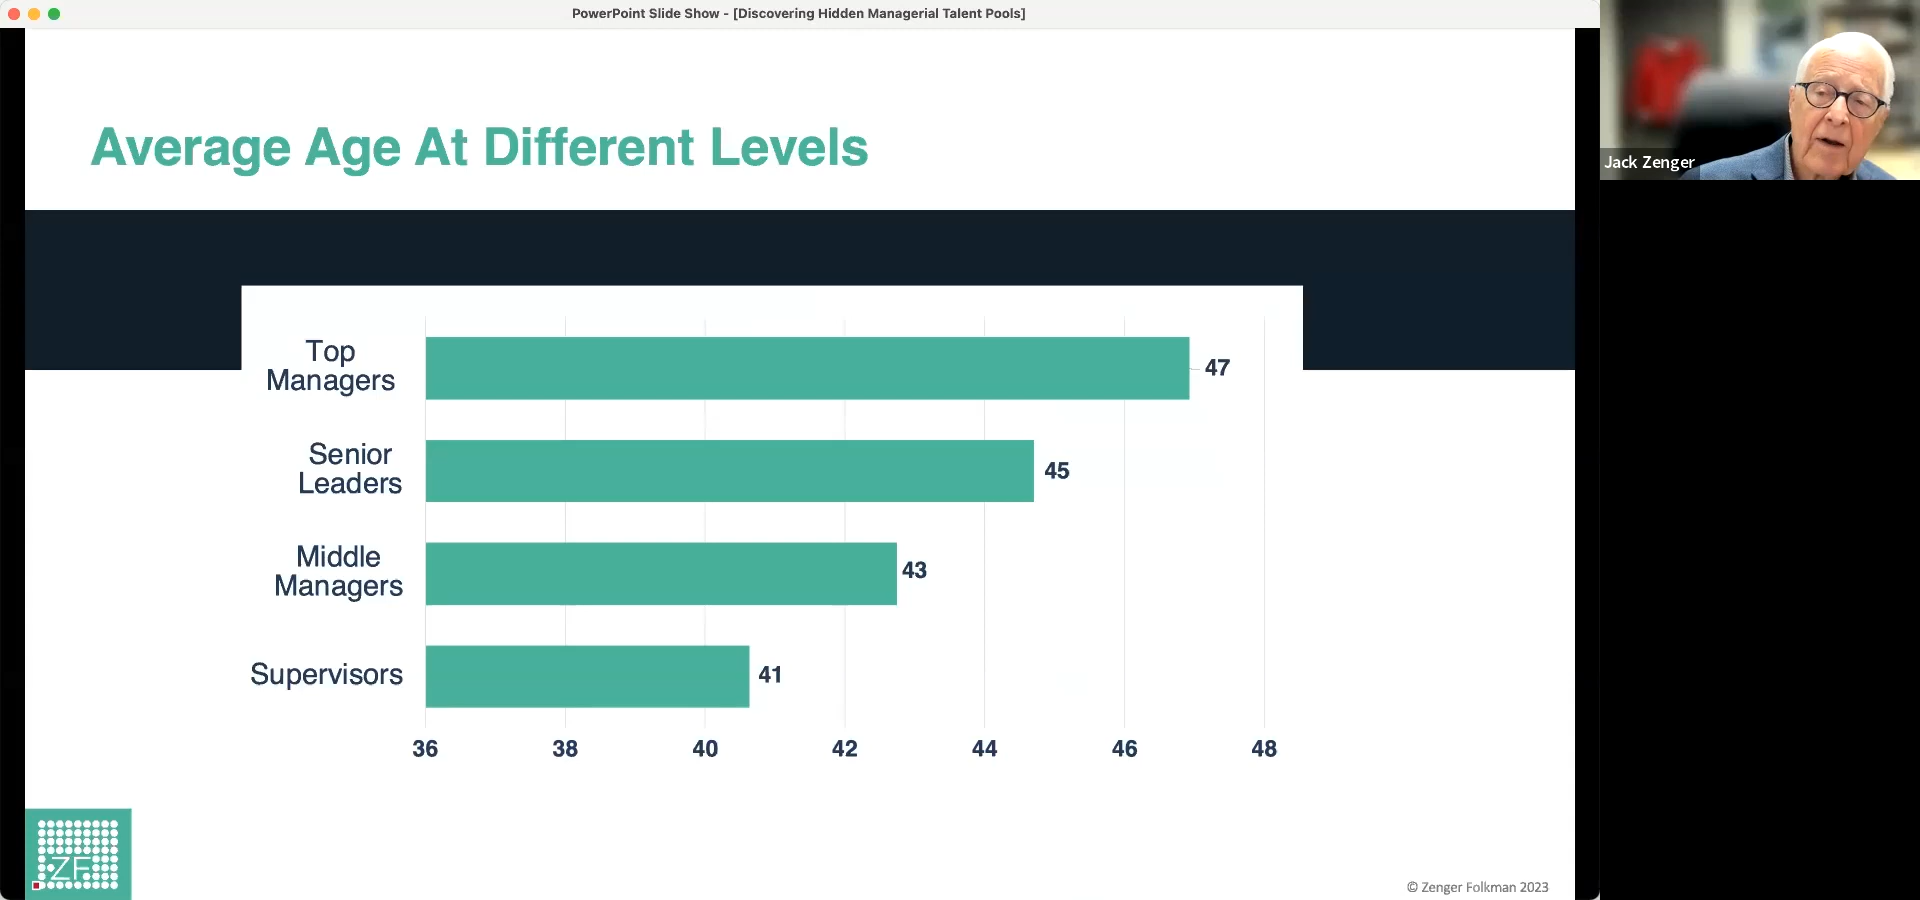 PowerPoint Slide Show - [Discovering Hidden Managerial Talent Pools]
Jack Zenger
Average Age At Different Levels
Top
Managers
47
Senior
Leaders
45
Middle
Managers
43
Supervisors
41
36 38 40 42 44 46 48
ZF
© Zenger Folkman 2023